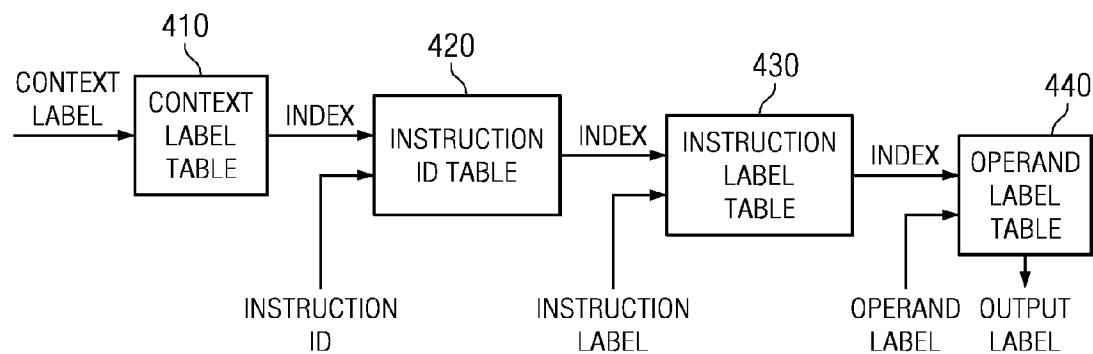 410
CONTEXT
LABEL
CONTEXT
LABEL
TABLE
INDEX
420
INSTRUCTION
ID TABLE
INSTRUCTION
ID
INDEX
430
INSTRUCTION
LABEL
TABLE
INSTRUCTION
LABEL
INDEX
440
OPERAND
LABEL
TABLE
OPERAND
LABEL
OUTPUT
LABEL